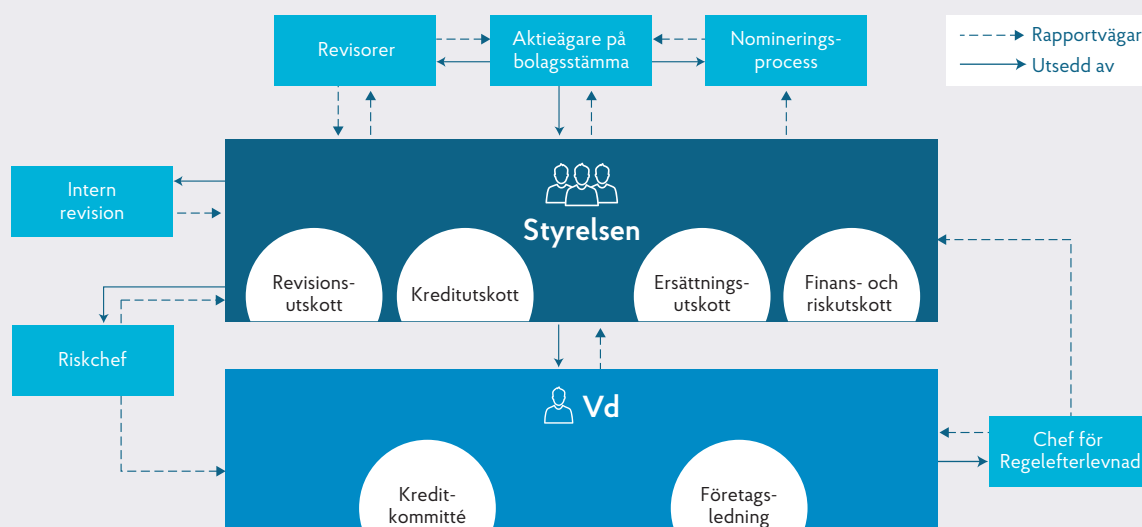 Revisorer
Aktieägare på
bolagsstämma
Nominerings-
process
Rapportvägar
Utsedd av
Intern
revision
Styrelsen
Revisions-
utskott
Kreditutskott
Ersättnings-
utskott
Finans- och
riskutskott
Riskchef
Vd
Chef för
Regelefterlevnad
Kredit-
kommitté
Företags-
ledning